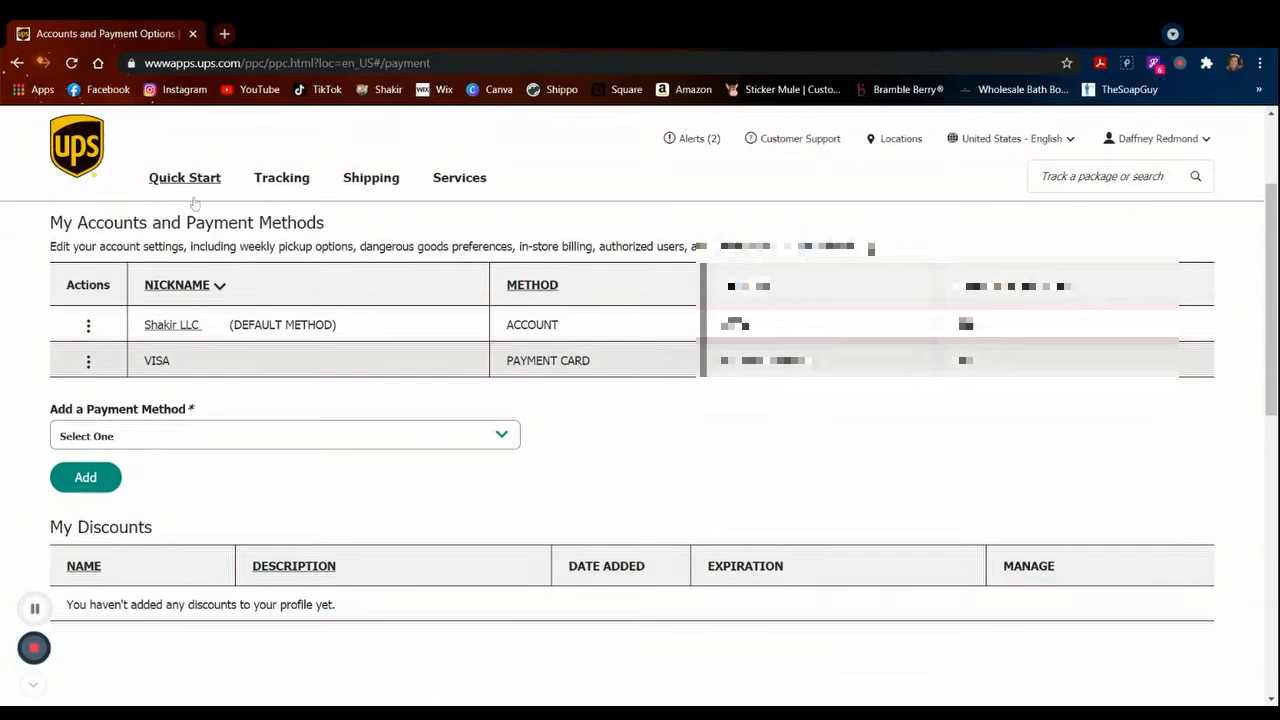 Accounts and Payment Options |
wwwapps.ups.com/ppc/ppc.html?loc=en_US#/payment
6
Apps Facebook Instagram YouTube TikTok Shakir WIX Wix Canva Shippo Square Amazon Sticker Mule | Custo... Bramble Berry® Wholesale Bath Bo... TheSoapGuy »
ups
Alerts (2) Customer Support Locations United States - English Daffney Redmond
Quick Start Tracking Shipping Services Track a package or search
My Accounts and Payment Methods
Edit your account settings, including weekly pickup options, dangerous goods preferences, in-store billing, authorized users,
Actions NICKNAME METHOD
Shakir LLC (DEFAULT METHOD) ACCOUNT
VISA PAYMENT CARD
Add a Payment Method*
Select One
Add
My Discounts
NAME DESCRIPTION DATE ADDED EXPIRATION MANAGE
You haven't added any discounts to your profile yet.